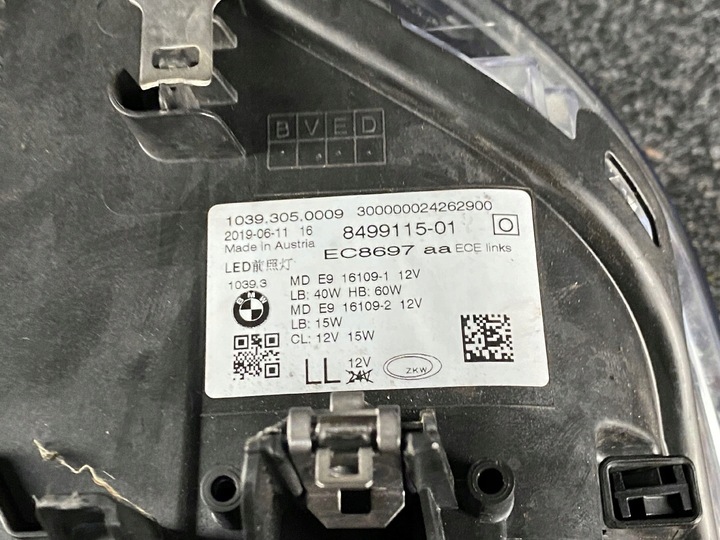 BVED
1039.305.0009 300000024262900
2019-06-11 16 8499115-01
Made in Austria EC8697 aa ECE links
LED前照灯
1039.3 MD E9 16109-1 12V
LB: 40W HB: 60W
BMW MD E9 16109-2 12V
LB: 15W
CL: 12V 15W
LL 12V ZKW
24V